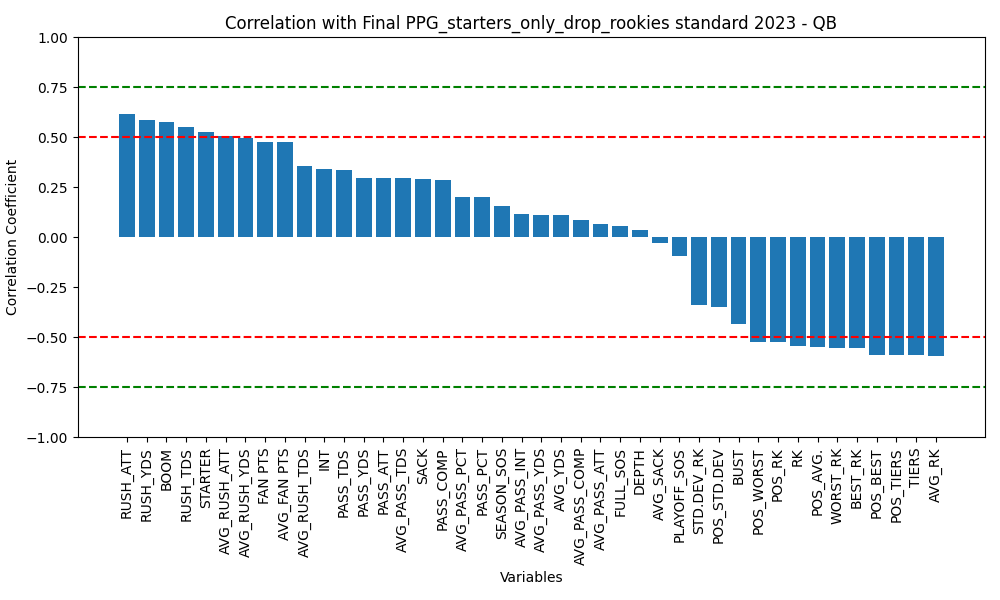 Correlation with Final PPG_starters_only_drop_rookies standard 2023 - QB
Correlation Coefficient
1.00
0.75
0.50
0.25
0.00
−0.25
−0.50
−0.75
−1.00
RUSH_ATT
RUSH_YDS
BOOM
RUSH_TDS
STARTER
AVG_RUSH_ATT
AVG_RUSH_YDS
FAN PTS
AVG_FAN PTS
AVG_RUSH_TDS
INT
PASS_TDS
PASS_YDS
PASS_ATT
AVG_PASS_TDS
SACK
PASS_COMP
AVG_PASS_PCT
PASS_PCT
SEASON_SOS
AVG_PASS_INT
AVG_PASS_YDS
AVG_YDS
AVG_PASS_COMP
AVG_PASS_ATT
FULL_SOS
DEPTH
AVG_SACK
PLAYOFF_SOS
STD.DEV_RK
POS_STD.DEV
BUST
POS_WORST
POS_RK
RK
POS_AVG.
WORST_RK
BEST_RK
POS_BEST
POS_TIERS
TIERS
AVG_RK
Variables